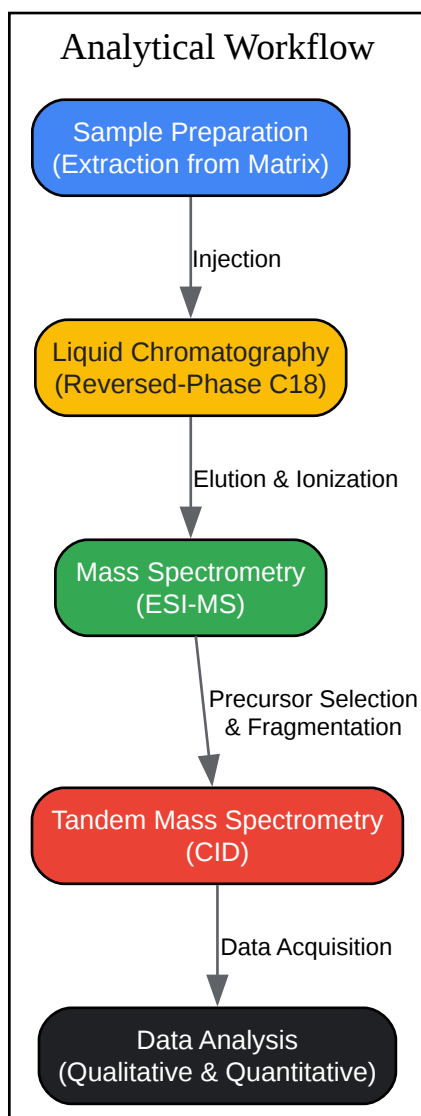 Analytical Workflow
Sample Preparation
(Extraction from Matrix)
Injection
Liquid Chromatography
(Reversed-Phase C18)
Elution & Ionization
Mass Spectrometry
(ESI-MS)
Precursor Selection
& Fragmentation
Tandem Mass Spectrometry
(CID)
Data Acquisition
Data Analysis
(Qualitative & Quantitative)